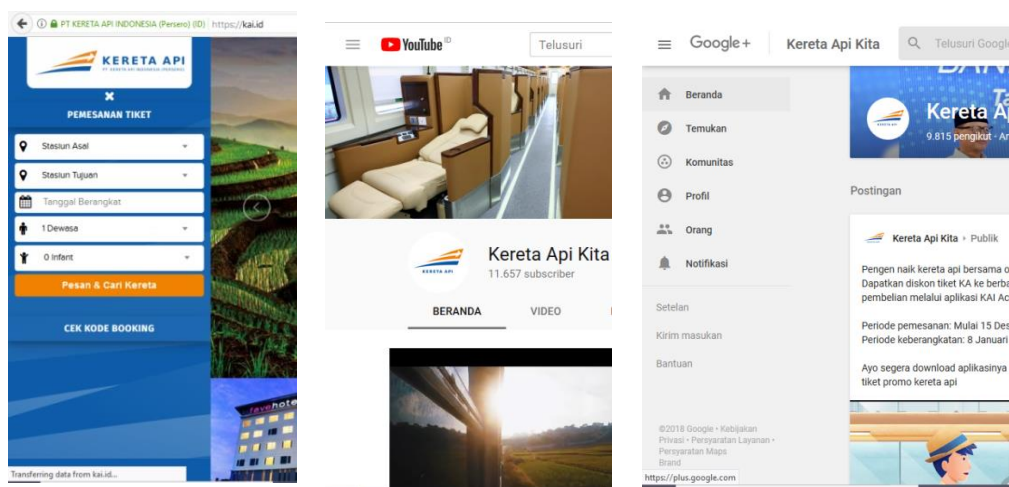 PT KERETA API INDONESIA (Persero) (ID) https://kai.id
KERETA API
PEMESANAN TIKET
Stasiun Asal
Stasiun Tujuan
Tanggal Berangkat
1 Dewasa
0 Infant
Pesan & Cari Kereta
CEK KODE BOOKING
Transferring data from kai.id...
YouTube ID
Telusuri
KERETA API
Kereta Api Kita
11.657 subscriber
BERANDA VIDEO
Google+ Kereta Api Kita Telusuri Google
Beranda
Temukan
Komunitas
Profil
Orang
Notifikasi
Setelan
Kirim masukan
Bantuan
©2018 Google • Kebijakan
Privasi • Persyaratan Layanan •
Persyaratan Maps
Brand
https://plus.google.com
Kereta A
9.815 pengikut - A
Postingan
Kereta Api Kita Publik
Pengen naik kereta api bersama o
Dapatkan diskon tiket KA ke berba
pembelian melalui aplikasi KAI Ac
Periode pemesanan: Mulai 15 Des
Periode keberangkatan: 8 Januari
Ayo segera download aplikasinya
tiket promo kereta api